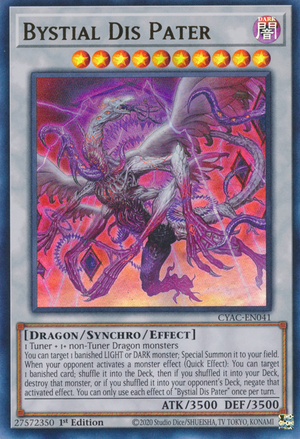 BYSTIAL DIS PATER
DARK
闇
CYAC-EN041
[DRAGON/SYNCHRO/EFFECT]
1 Tuner + 1+ non-Tuner Dragon monsters
You can target 1 banished LIGHT or DARK monster; Special Summon it to your field.
When your opponent activates a monster effect (Quick Effect): You can target
1 banished card; shuffle it into the Deck, then if you shuffled it into your Deck,
destroy that monster, or if you shuffled it into your opponent's Deck, negate that
activated effect. You can only use each effect of "Bystial Dis Pater" once per turn.
ATK/3500 DEF/3500
27572350 1st Edition ©2020 Studio Dice/SHUEISHA, TV TOKYO, KONAMI